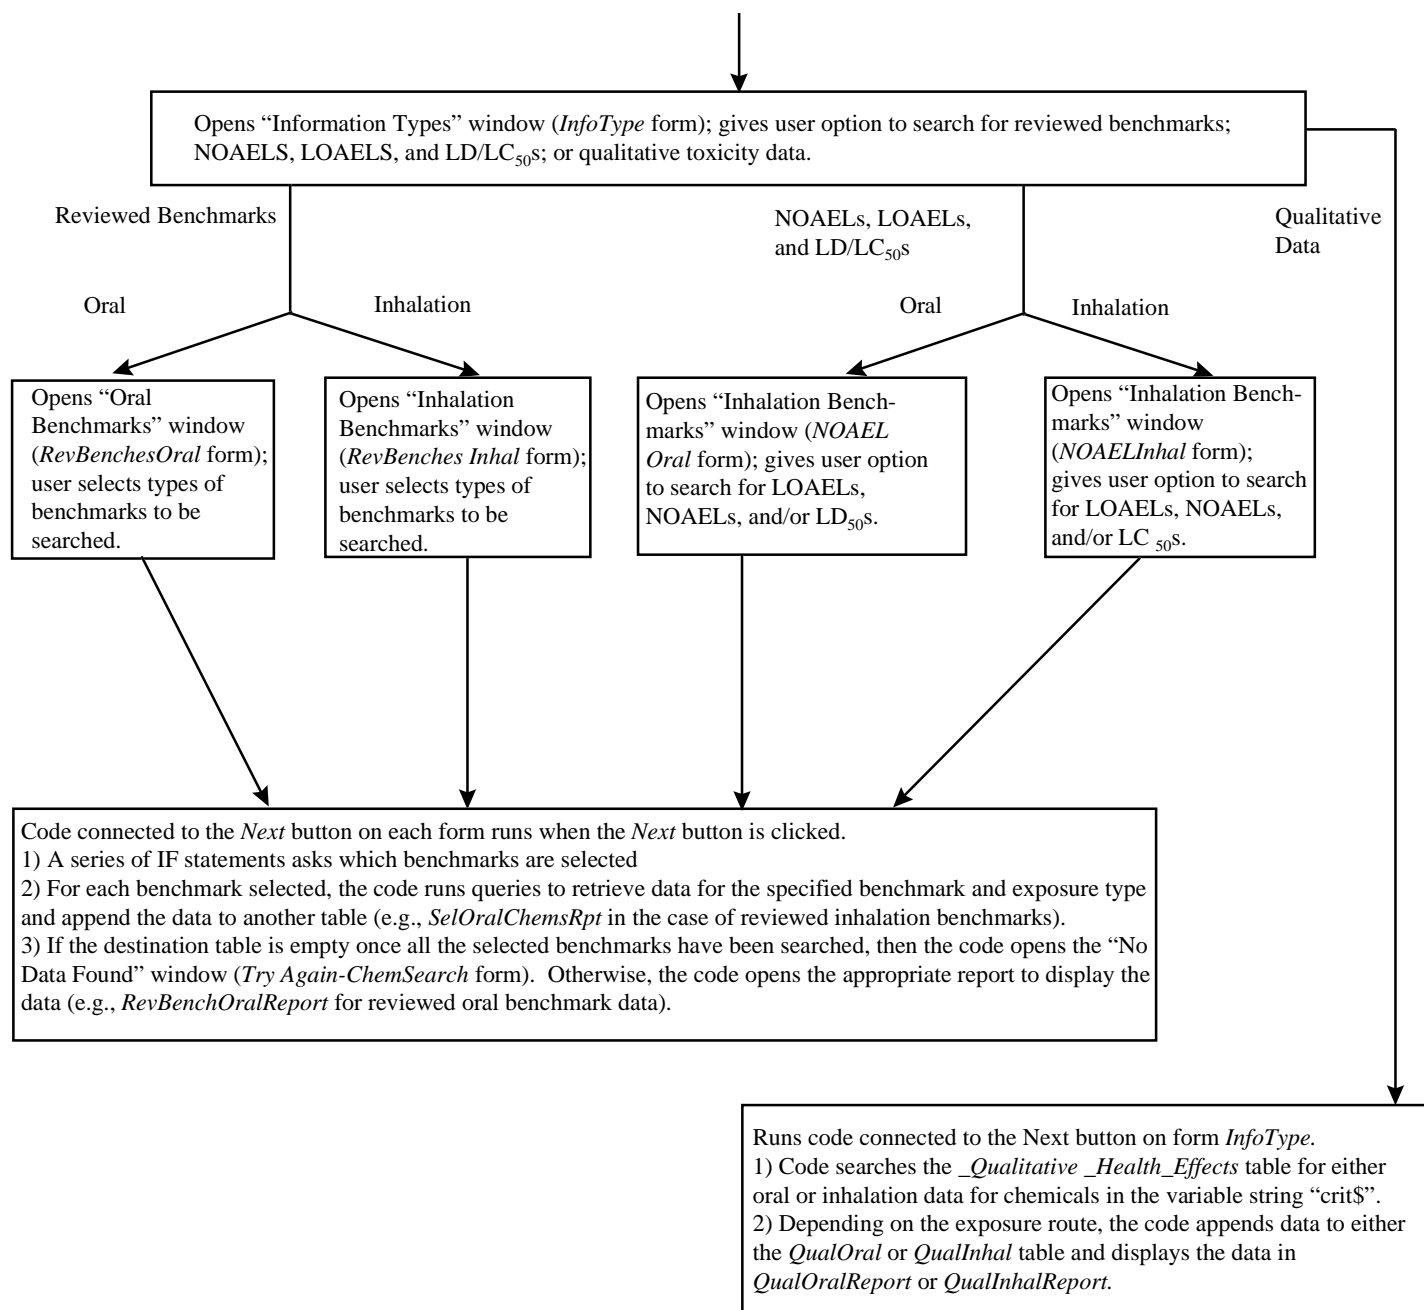 Opens “Information Types” window (InfoType form); gives user option to search for reviewed benchmarks;
NOAELS, LOAELS, and LD/LC50s; or qualitative toxicity data.
Reviewed Benchmarks
NOAELs, LOAELs,
and LD/LC50s
Qualitative
Data
Oral
Inhalation
Oral
Inhalation
Opens “Oral
Benchmarks” window
(RevBenchesOral form);
user selects types of
benchmarks to be
searched.
Opens “Inhalation
Benchmarks” window
(RevBenches Inhal form);
user selects types of
benchmarks to be
searched.
Opens “Inhalation Bench-
marks” window (NOAEL
Oral form); gives user option
to search for LOAELs,
NOAELs, and/or LD50s.
Opens “Inhalation Bench-
marks” window
(NOAELInhal form);
gives user option to search
for LOAELs, NOAELs,
and/or LC 50s.
Code connected to the Next button on each form runs when the Next button is clicked.
1) A series of IF statements asks which benchmarks are selected
2) For each benchmark selected, the code runs queries to retrieve data for the specified benchmark and exposure type
and append the data to another table (e.g., SelOralChemsRpt in the case of reviewed inhalation benchmarks).
3) If the destination table is empty once all the selected benchmarks have been searched, then the code opens the “No
Data Found” window (Try Again-ChemSearch form). Otherwise, the code opens the appropriate report to display the
data (e.g., RevBenchOralReport for reviewed oral benchmark data).
Runs code connected to the Next button on form InfoType.
1) Code searches the _Qualitative _Health_Effects table for either
oral or inhalation data for chemicals in the variable string “crit$”.
2) Depending on the exposure route, the code appends data to either
the QualOral or QualInhal table and displays the data in
QualOralReport or QualInhalReport.